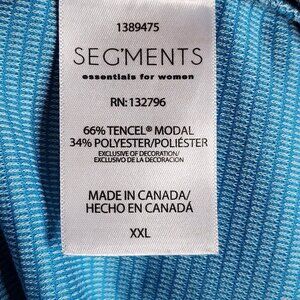 1389475
SEG'MENTS
essentials for women
RN:132796
66% TENCEL® MODAL
34% POLYESTER/POLIÉSTER
EXCLUSIVE OF DECORATION/
EXCLUSIVO DE LA DECORACIÓN
MADE IN CANADA/
HECHO EN CANADÁ
XXL